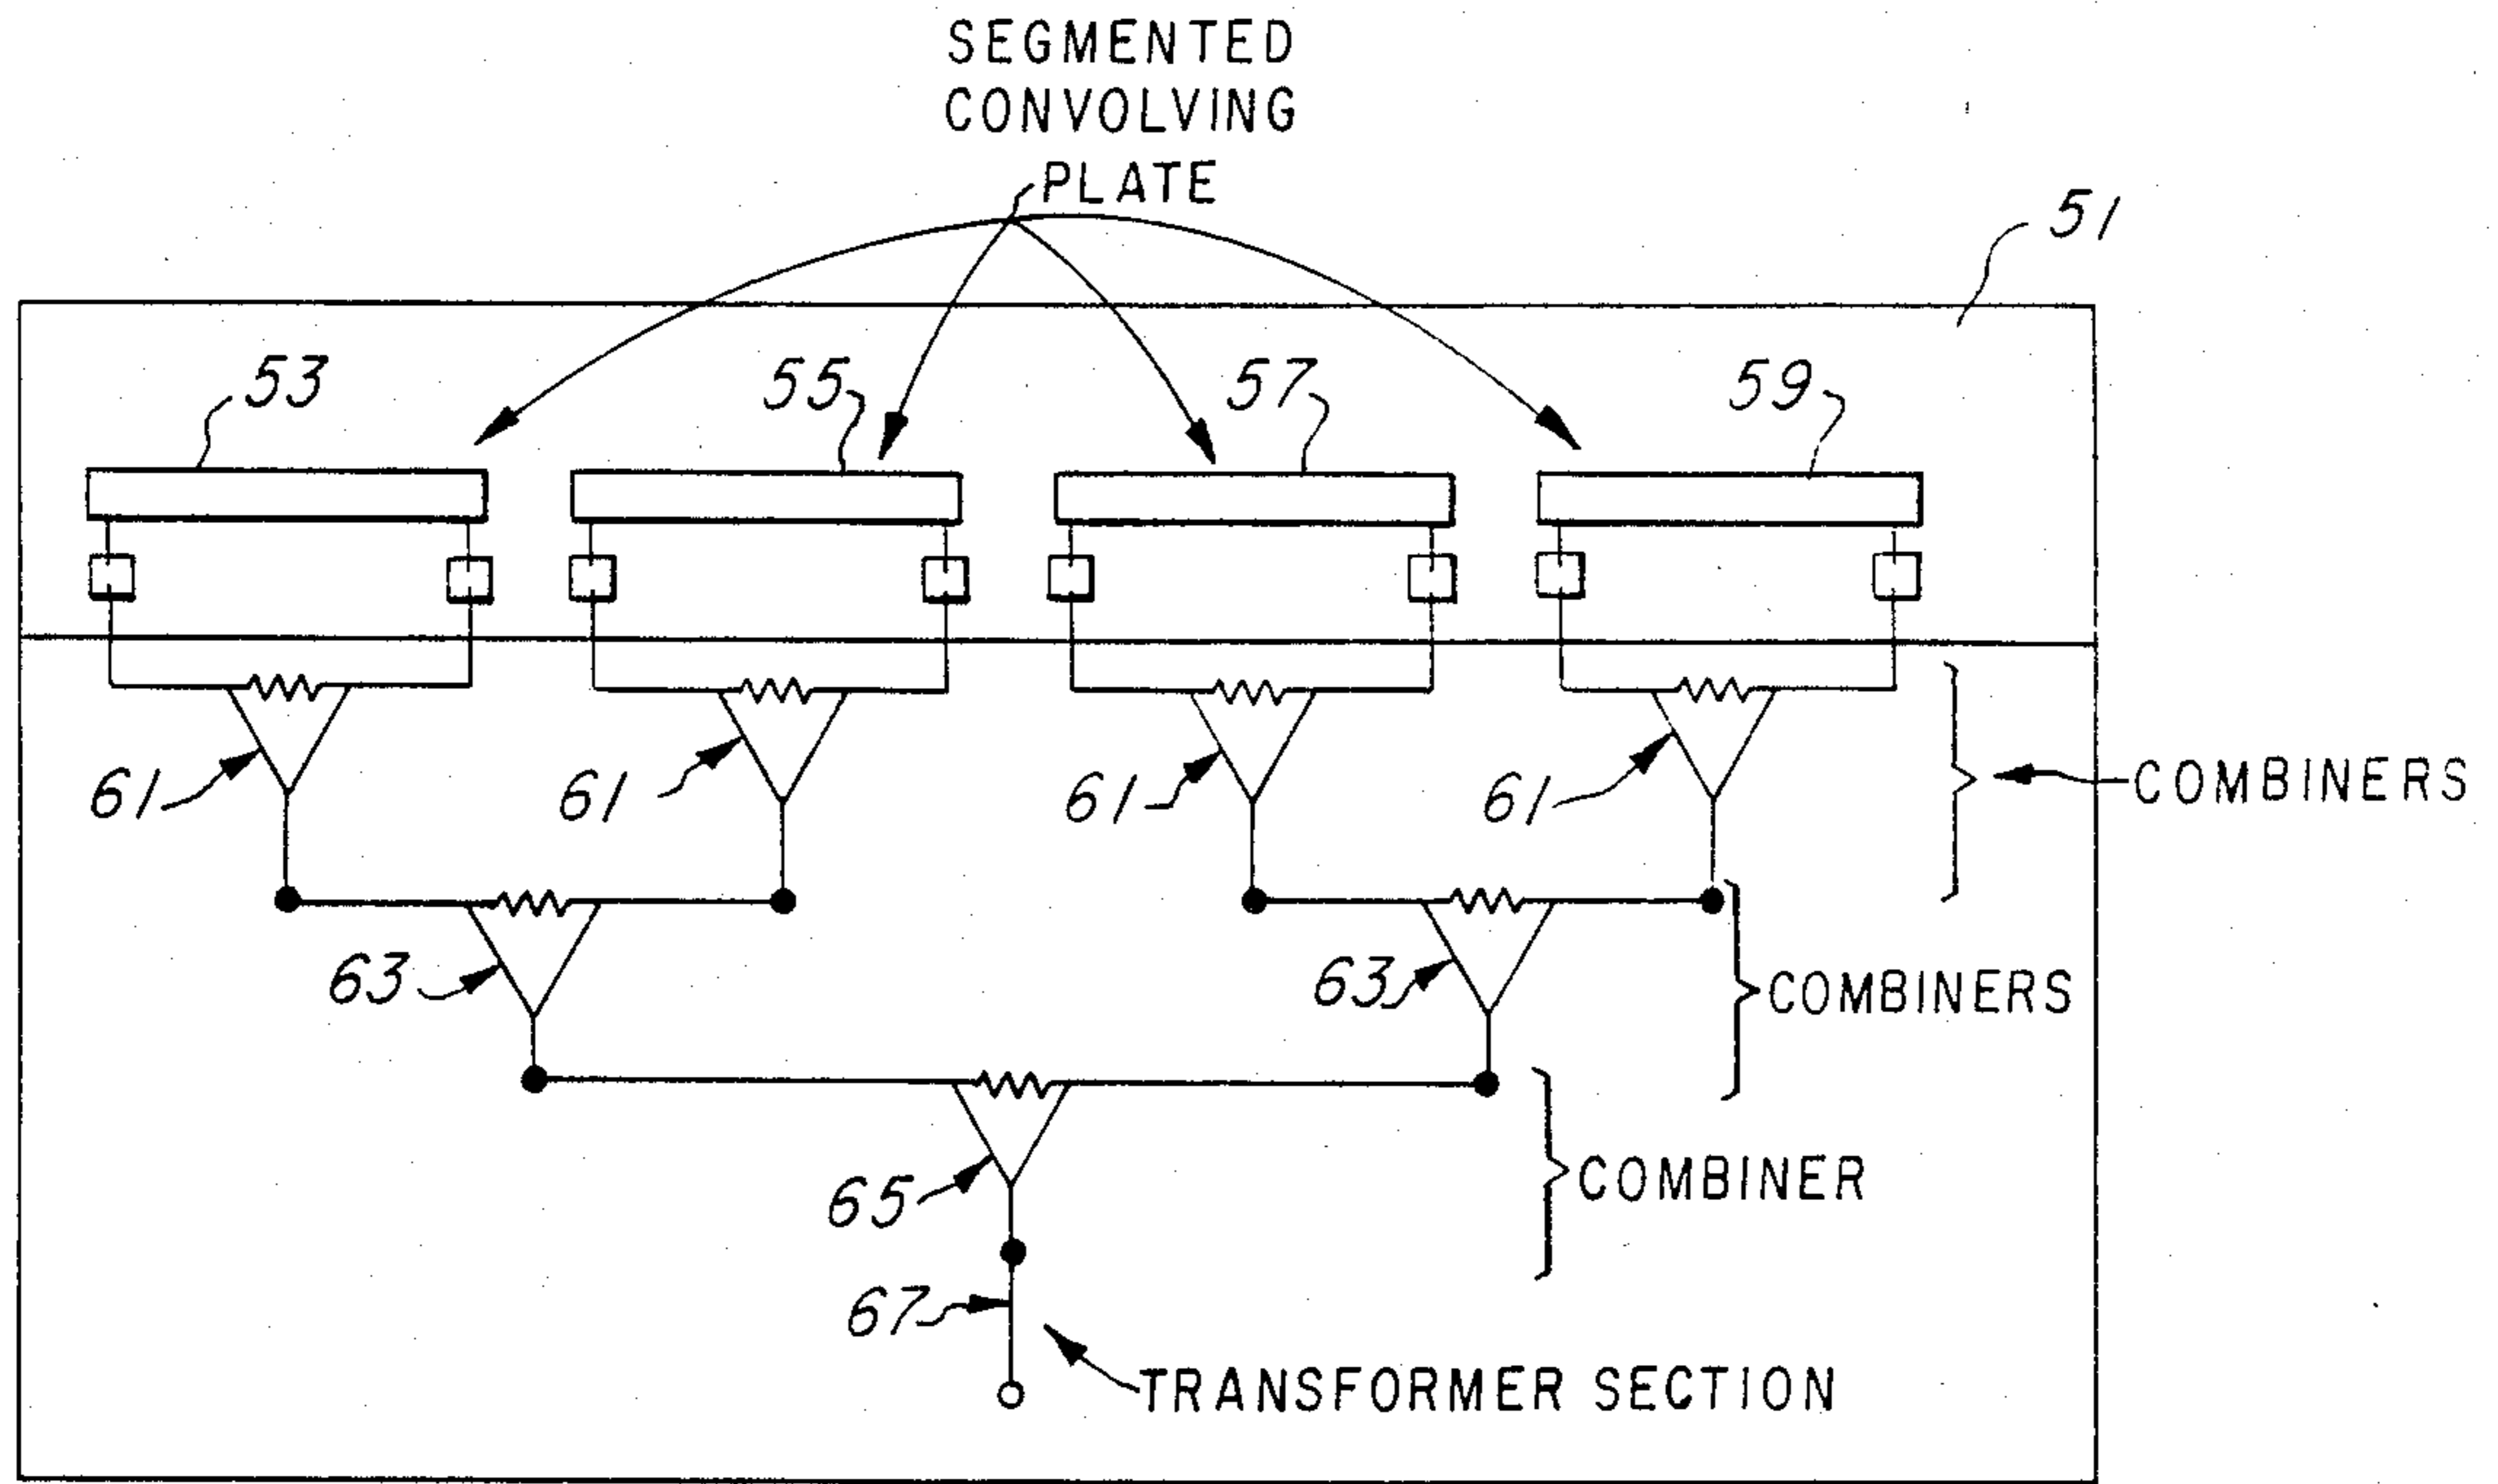 SEGMENTED
CONVOLVING
PLATE
51
53
55
57
59
61
61
61
61
COMBINERS
63
63
COMBINERS
65
COMBINER
67
TRANSFORMER SECTION